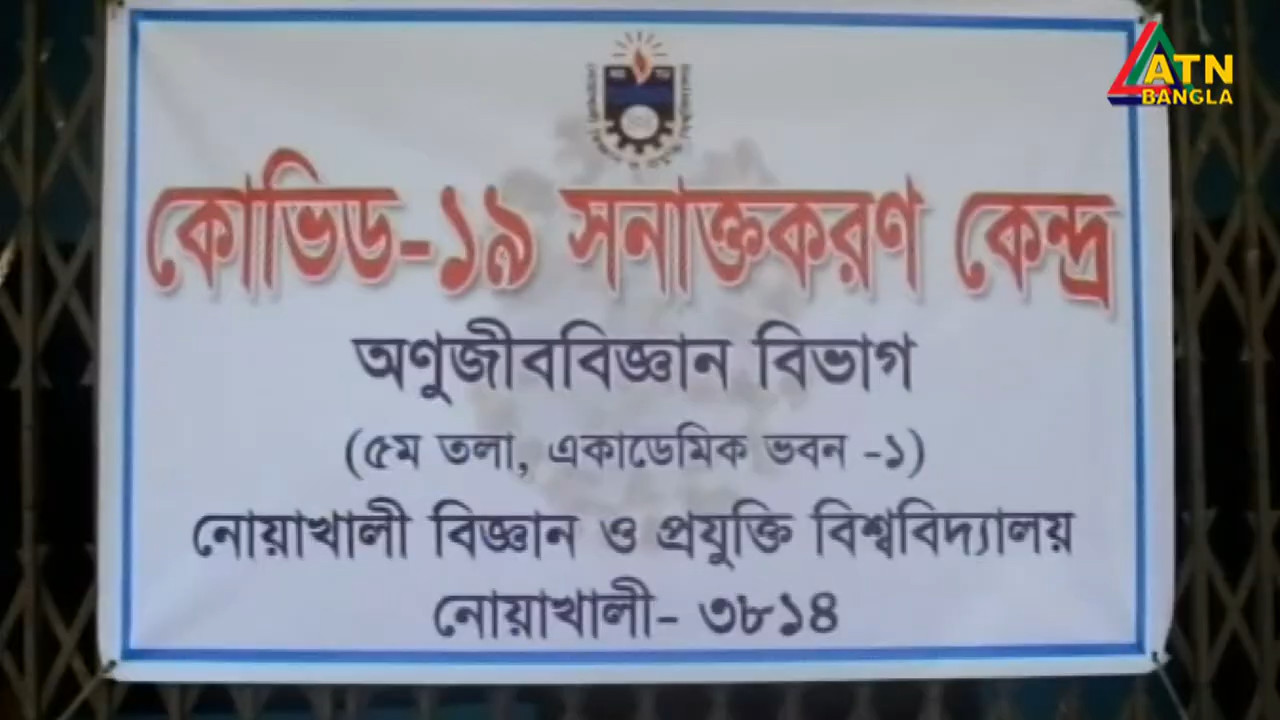 ATN
BANGLA
কোভিড-১৯ সনাক্তকরণ কেন্দ্র
অণুজীববিজ্ঞান বিভাগ
(৫ম তলা, একাডেমিক ভবন -১)
নোয়াখালী বিজ্ঞান ও প্রযুক্তি বিশ্ববিদ্যালয়
নোয়াখালী- ৩৮১৪